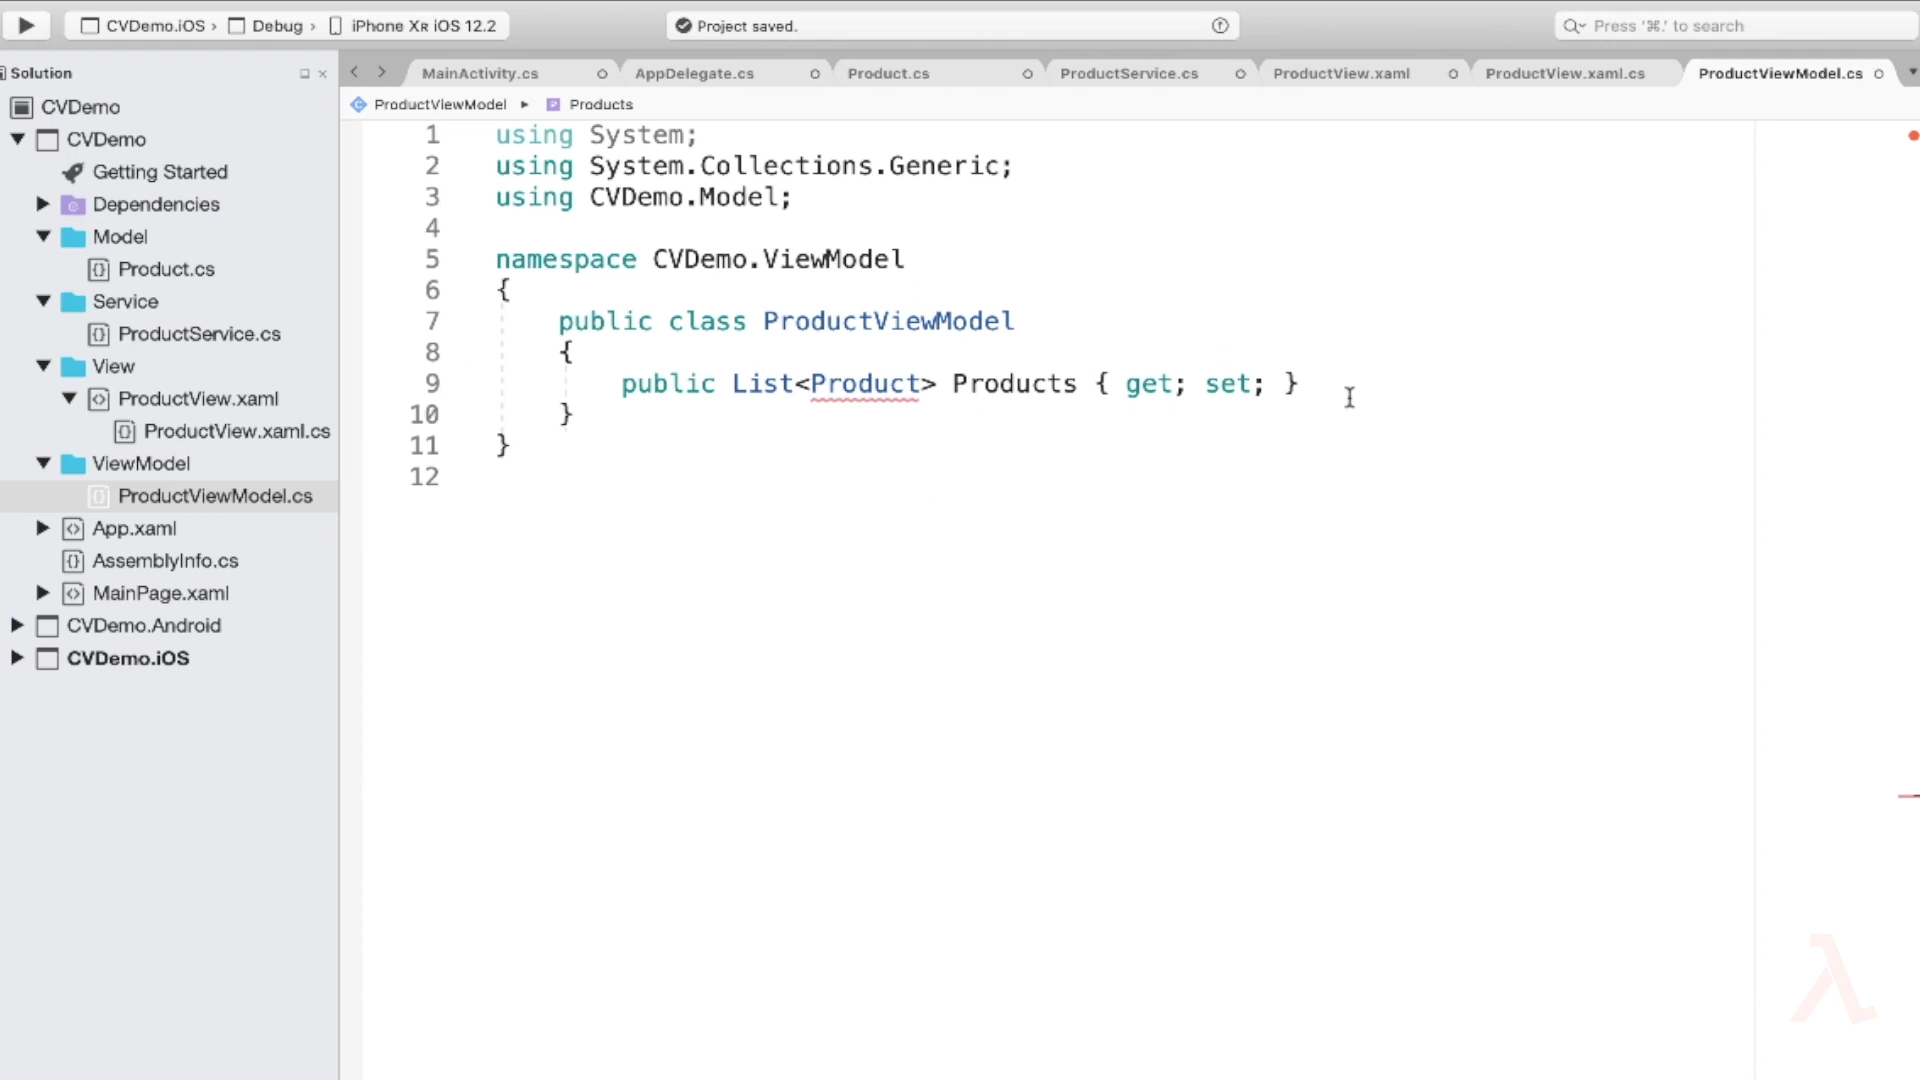 CVDemo.iOS › Debug › iPhone XR iOS 12.2
Project saved.
Press '⌘.' to search
Solution
MainActivity.cs
AppDelegate.cs
Product.cs
ProductService.cs
ProductView.xaml
ProductView.xaml.cs
ProductViewModel.cs
ProductViewModel
Products
CVDemo
CVDemo
Getting Started
Dependencies
Model
Product.cs
Service
ProductService.cs
View
ProductView.xaml
ProductView.xaml.cs
ViewModel
ProductViewModel.cs
App.xaml
AssemblyInfo.cs
MainPage.xaml
CVDemo.Android
CVDemo.iOS
1 using System;
2 using System.Collections.Generic;
3 using CVDemo.Model;
4
5 namespace CVDemo.ViewModel
6 {
7 public class ProductViewModel
8 {
9 public List<Product> Products { get; set; }
10 }
11 }
12
λ